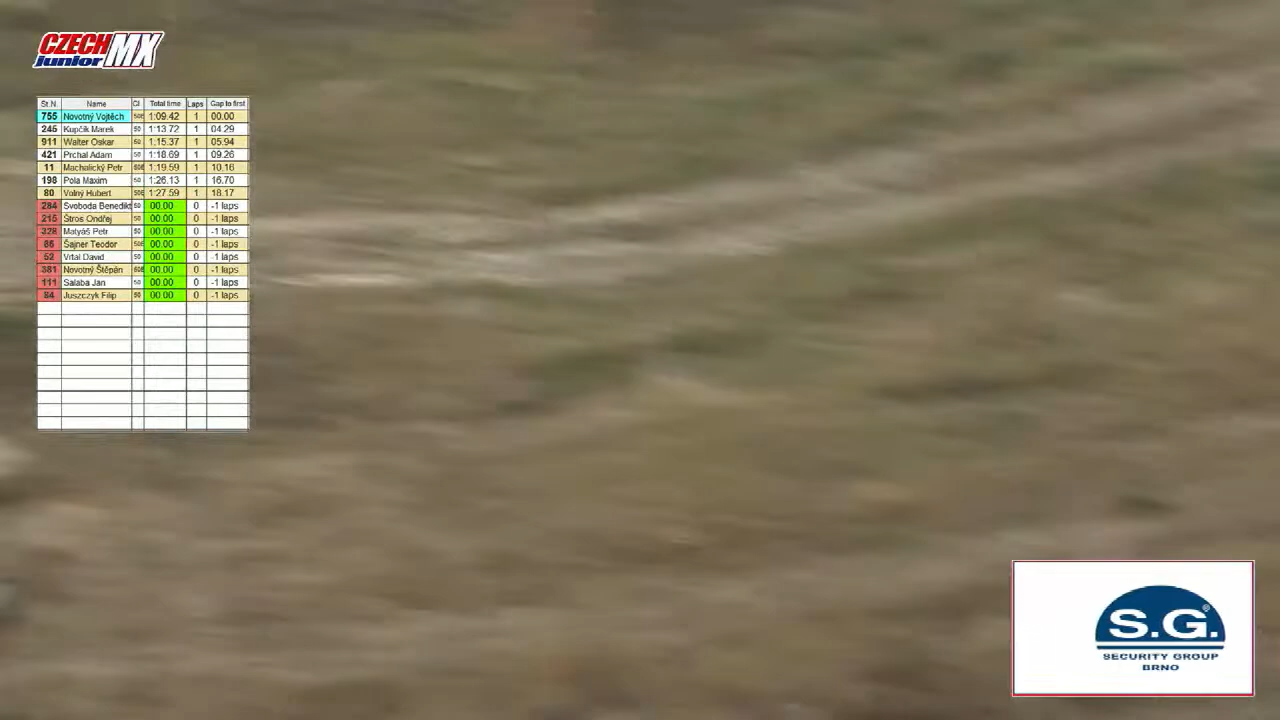 CZECH MX
junior
St.N. Name Cl Total time Laps Gap to first
755 Novotný Vojtěch 1:09.42 1 00.00
245 Kupčík Marek 50 1:13.72 1 04.29
911 Walter Oskar 50 1:15.37 1 05.94
421 Prchal Adam 50 1:18.69 1 09.26
11 Machalický Petr 1:19.59 1 10.16
198 Pola Maxim 50 1:26.13 1 16.70
80 Volný Hubert 1:27.59 1 18.17
284 Svoboda Benedikt 50 00.00 0 -1 laps
215 Štros Ondřej 50 00.00 0 -1 laps
328 Matyáš Petr 50 00.00 0 -1 laps
Šajner Teodor 00.00 0 -1 laps
52 Vrtal David 50 00.00 0 -1 laps
381 Novotný Štěpán 00.00 0 -1 laps
111 Salaba Jan 50 00.00 0 -1 laps
84 Juszczyk Filip 50 00.00 0 -1 laps
S.G.®
SECURITY GROUP
BRNO